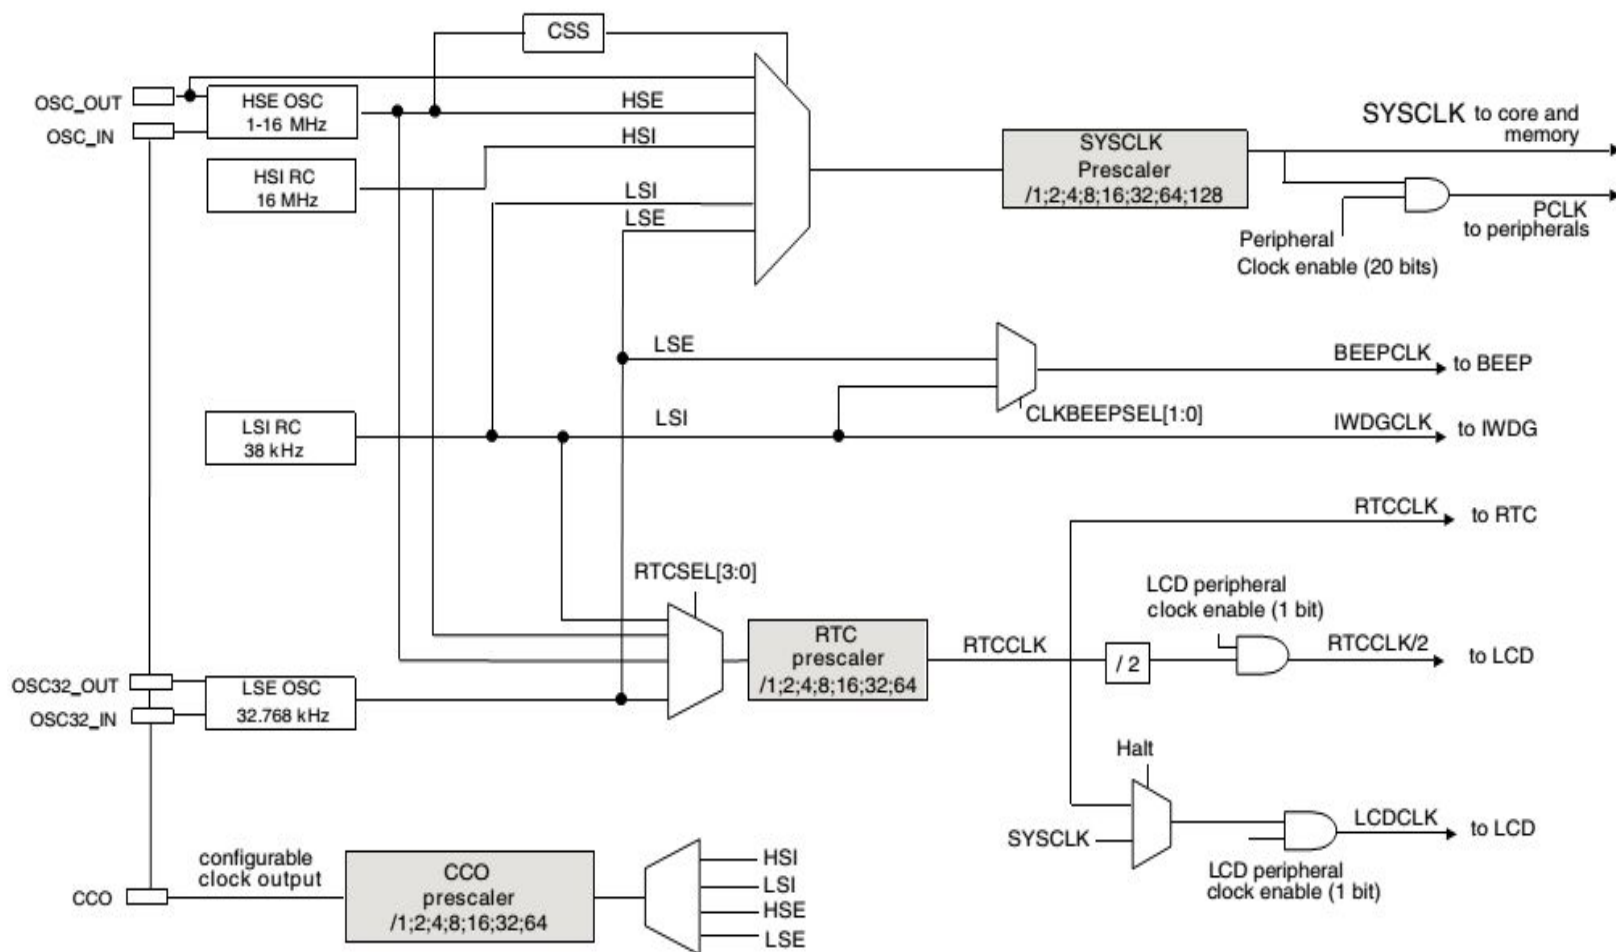 CSS
OSC_OUT
HSE OSC
1-16 MHz
OSC_IN
HSE
HSI
HSI RC
16 MHz
LSI
LSE
SYSCLK
Prescaler
/1;2;4;8;16;32;64;128
SYSCLK to core and
memory
PCLK
to peripherals
Peripheral
Clock enable (20 bits)
LSE
BEEPCLK
to BEEP
CLKBEEPSEL[1:0]
LSI RC
38 kHz
LSI
IWDGCLK
to IWDG
RTCCLK
to RTC
RTCSEL[3:0]
LCD peripheral
clock enable (1 bit)
RTC
prescaler
/1;2;4;8;16;32;64
RTCCLK
/ 2
RTCCLK/2
to LCD
OSC32_OUT
LSE OSC
32.768 kHz
OSC32_IN
Halt
SYSCLK
LCDCLK
to LCD
LCD peripheral
clock enable (1 bit)
configurable
clock output
CCO
CCO
prescaler
/1;2;4;8;16;32;64
HSI
LSI
HSE
LSE